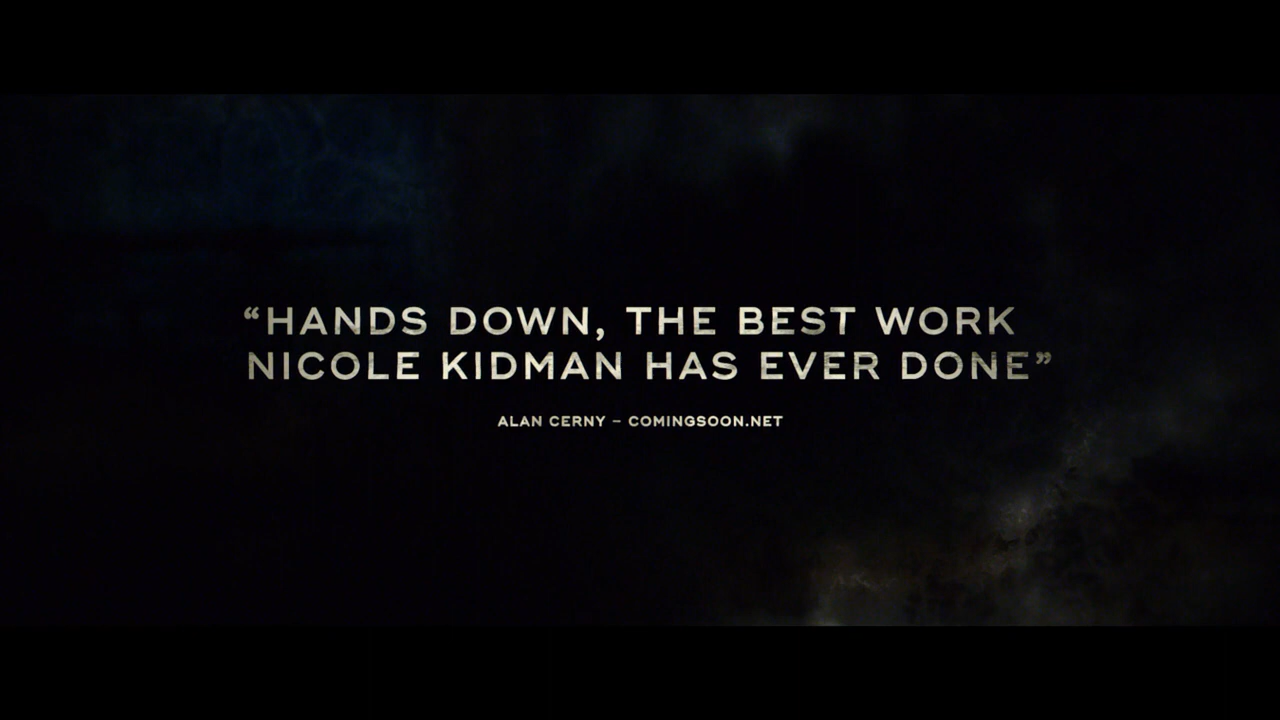 “HANDS DOWN, THE BEST WORK
NICOLE KIDMAN HAS EVER DONE”
ALAN CERNY – COMINGSOON.NET